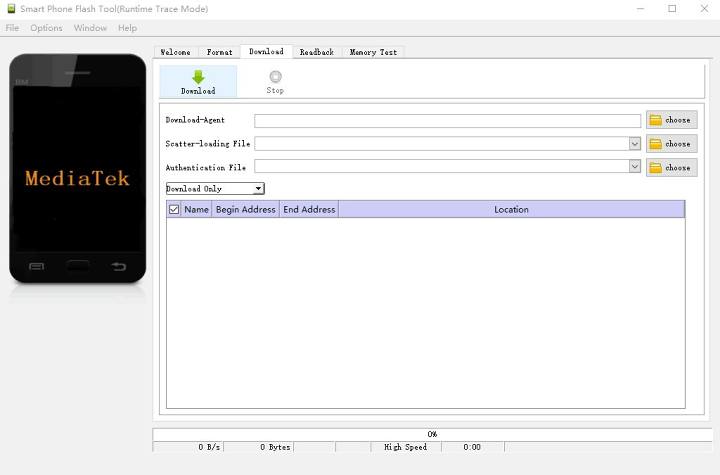 Smart Phone Flash Tool(Runtime Trace Mode)
File Options Window Help
Welcome Format Download Readback Memory Test
Download Stop
BM
MediaTek
Download-Agent choose
Scatter-loading File choose
Authentication File choose
Download Only
Name Begin Address End Address Location
0%
0 B/s 0 Bytes High Speed 0:00